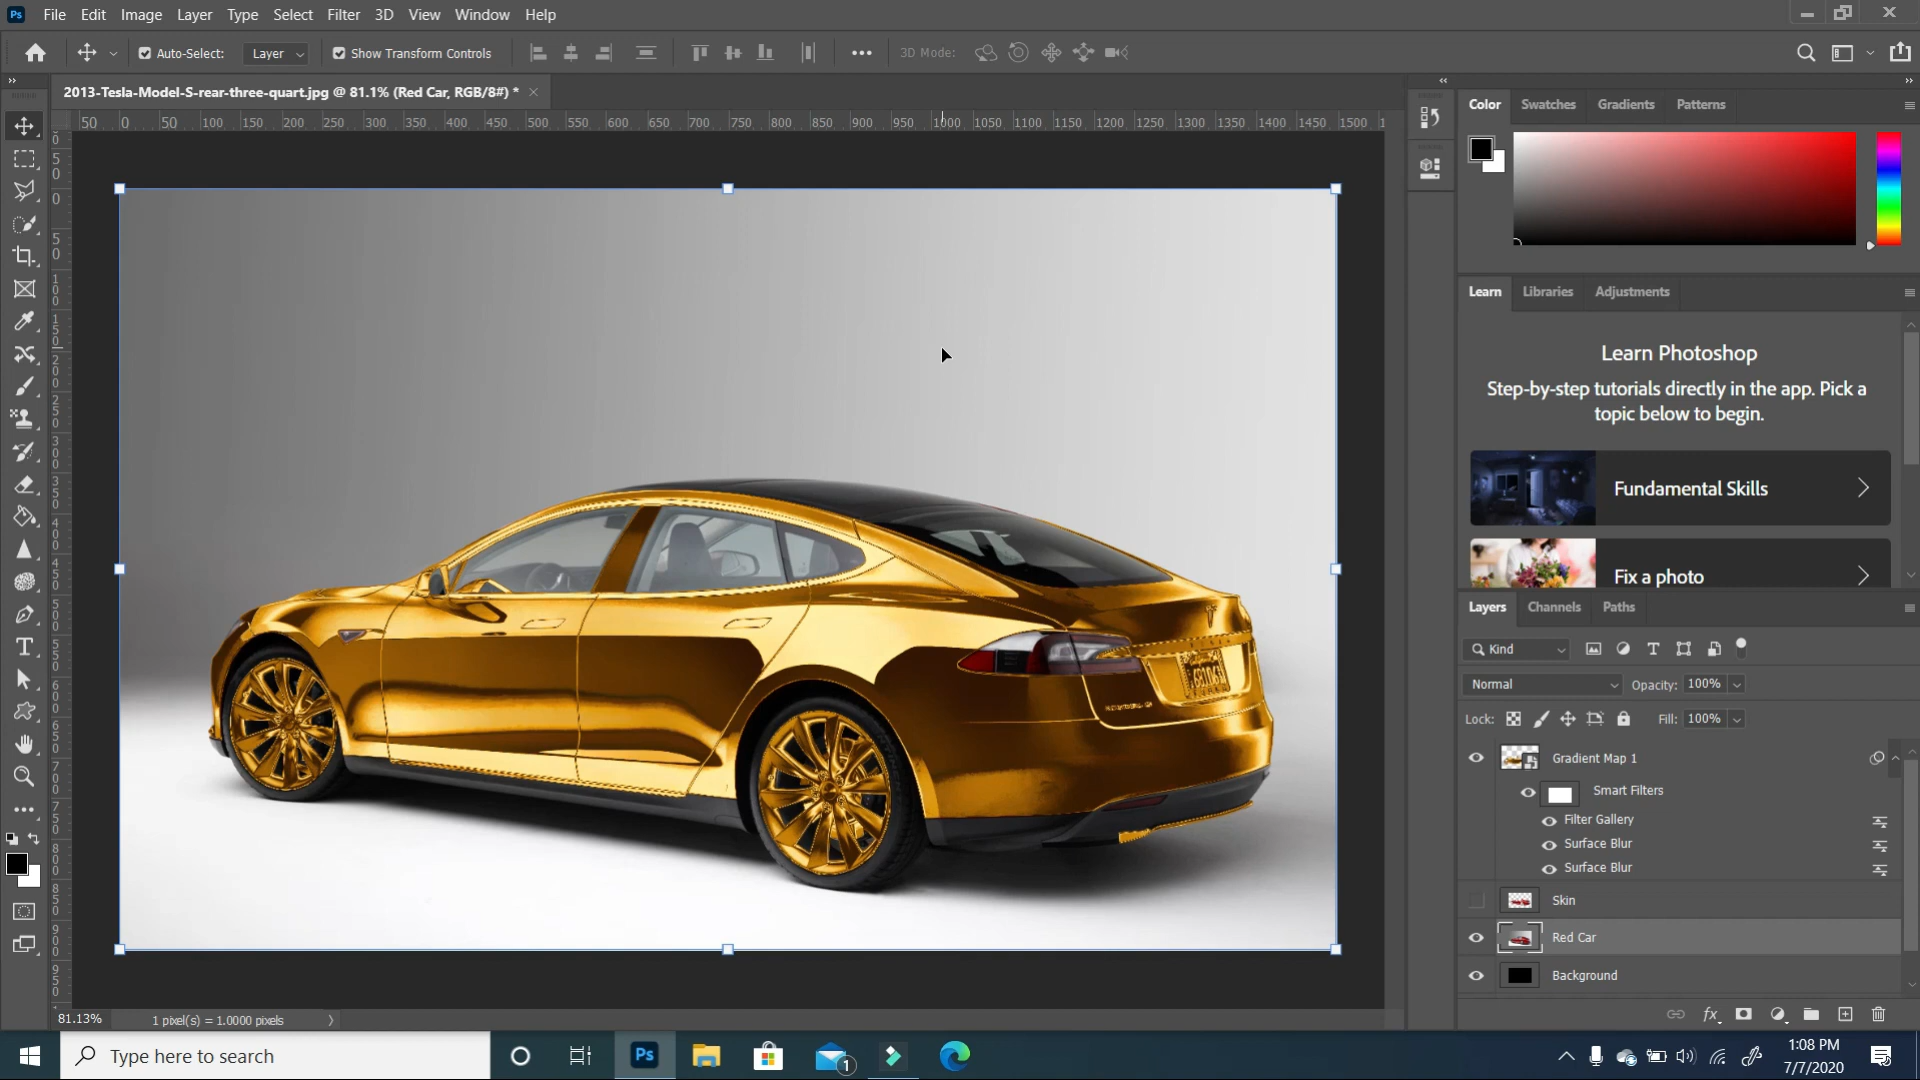 Ps File Edit Image Layer Type Select Filter 3D View Window Help
Auto-Select: Layer Show Transform Controls 3D Mode:
2013-Tesla-Model-S-rear-three-quart.jpg @ 81.1% (Red Car, RGB/8#) *
50 0 50 100 150 200 250 300 350 400 450 500 550 600 650 700 750 800 850 900 950 1000 1050 1100 1150 1200 1250 1300 1350 1400 1450 1500
Color Swatches Gradients Patterns
Learn Libraries Adjustments
Learn Photoshop
Step-by-step tutorials directly in the app. Pick a
topic below to begin.
Fundamental Skills
Fix a photo
Layers Channels Paths
Kind
Normal Opacity: 100%
Lock: Fill: 100%
Gradient Map 1
Smart Filters
Filter Gallery
Surface Blur
Surface Blur
Skin
Red Car
Background
81.13% 1 pixel(s) = 1.0000 pixels
Type here to search
Ps
1
1:08 PM
7/7/2020